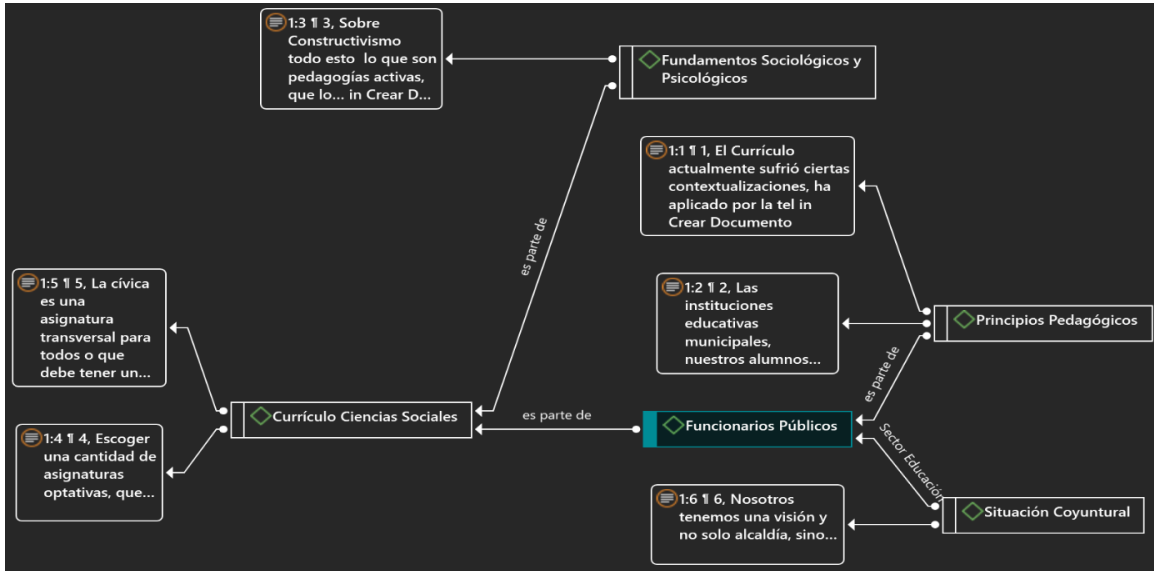 1:3 ¶ 3, Sobre
Constructivismo
todo esto lo que son
pedagogías activas,
que lo... in Crear D...
Fundamentos Sociológicos y
Psicológicos
1:1 ¶ 1, El Currículo
actualmente sufrió ciertas
contextualizaciones, ha
aplicado por la tel in
Crear Documento
es parte de
1:5 ¶ 5, La cívica
es una
asignatura
transversal para
todos o que
debe tener un...
1:2 ¶ 2, Las
instituciones
educativas
municipales,
nuestros alumnos...
Principios Pedagógicos
es parte de
Currículo Ciencias Sociales
es parte de
Funcionarios Públicos
1:4 ¶ 4, Escoger
una cantidad de
asignaturas
optativas, que...
Sector Educación
1:6 ¶ 6, Nosotros
tenemos una visión y
no solo alcaldía, sino...
Situación Coyuntural